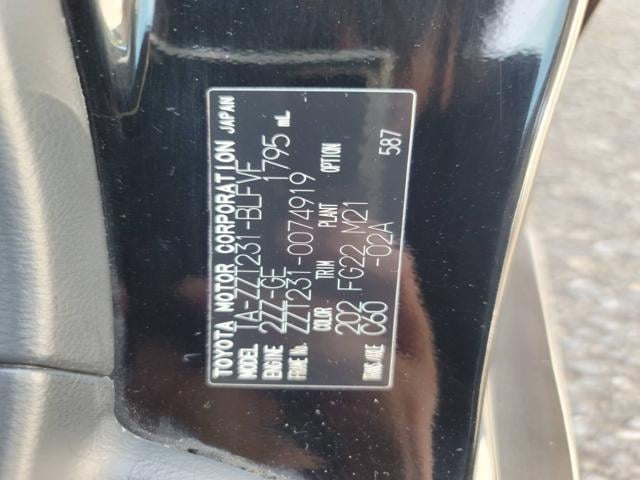 TOYOTA MOTOR CORPORATION JAPAN
MODEL TA-ZZT231-BLFVF
ENGINE 2ZZ-GE 1795 mL
FRAME No. ZZT231-0074919
COLOR TRIM PLANT OPTION
202 FG22 M21
TRANS./AXLE C60 -02A 587